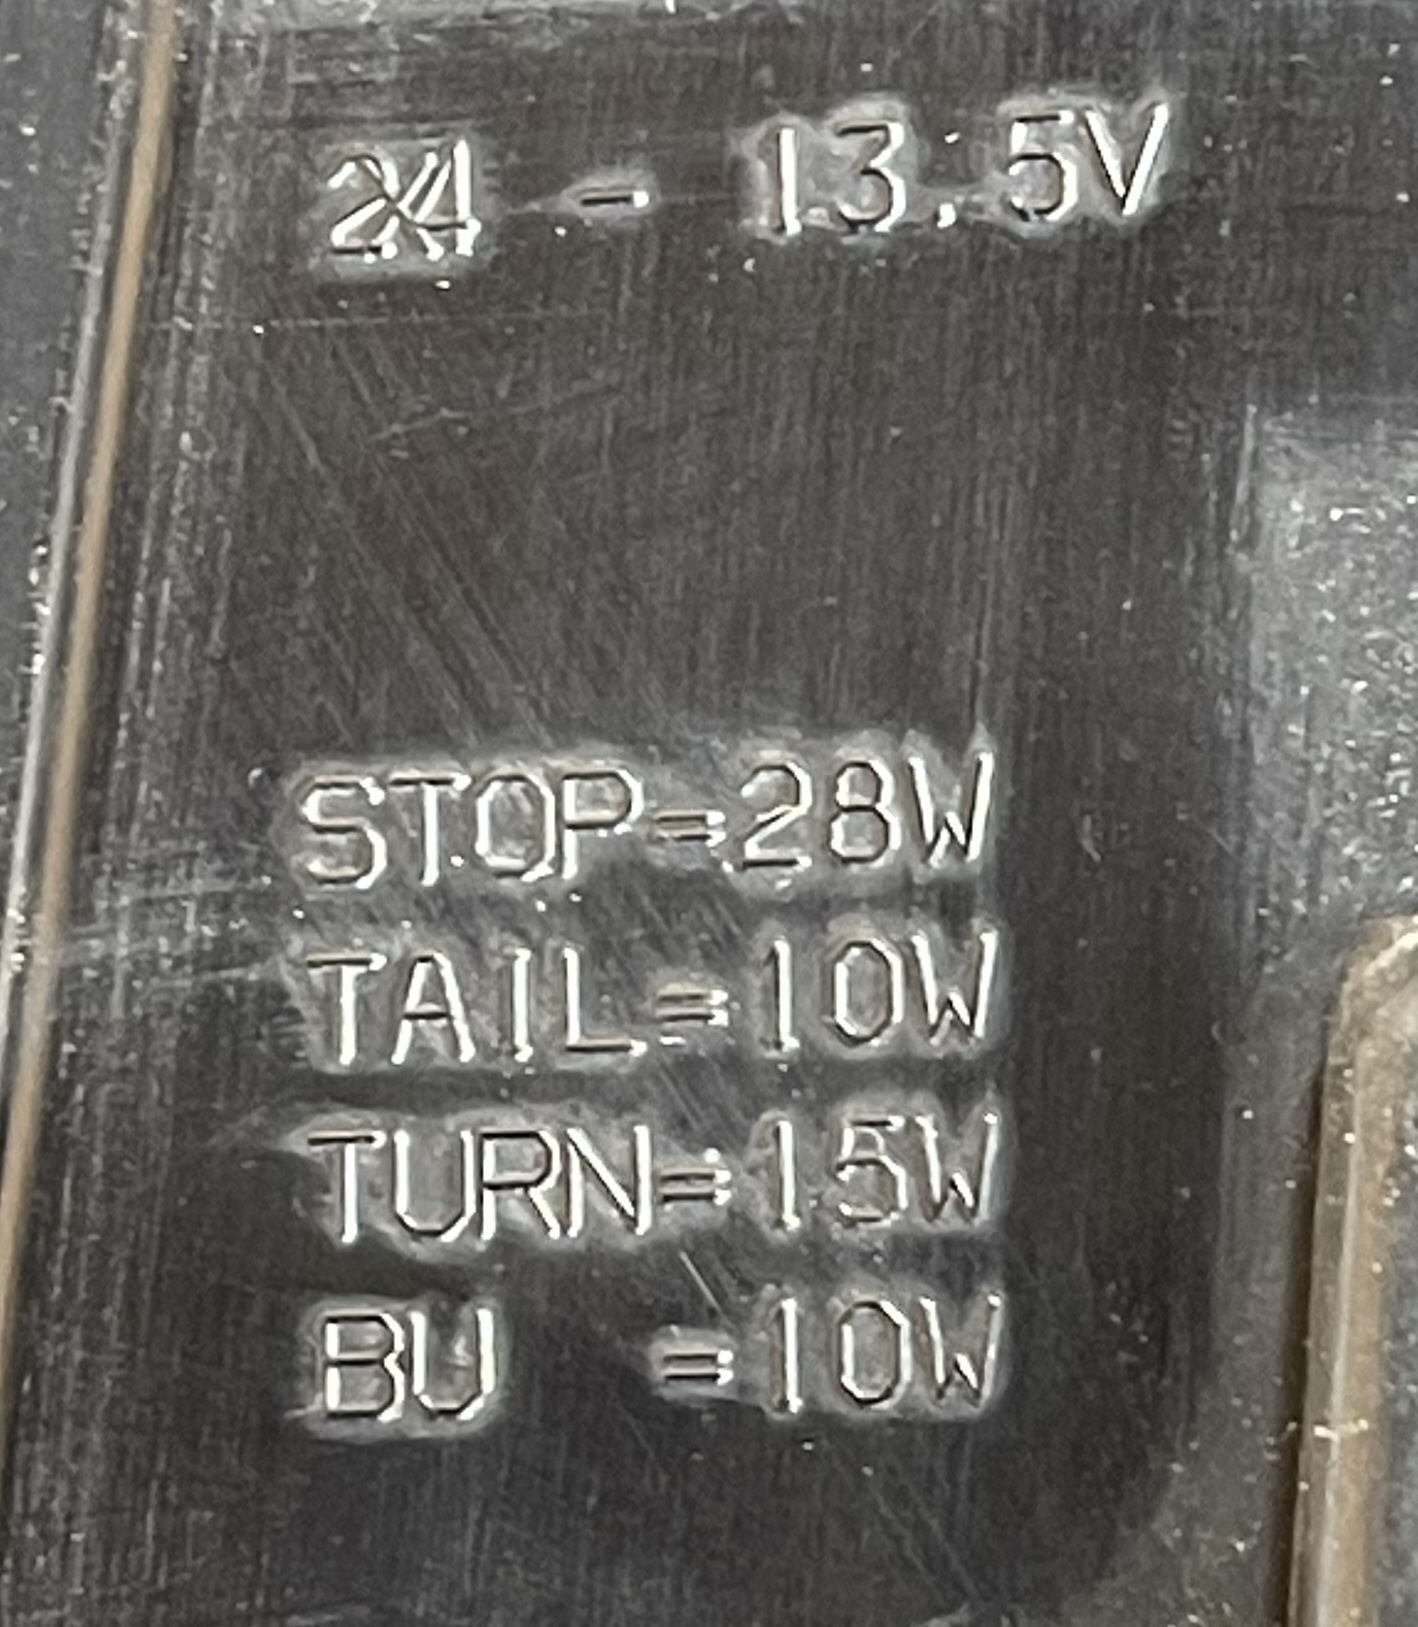 24 - 13.5V
STOP=28W
TAIL=10W
TURN=15W
BU =10W